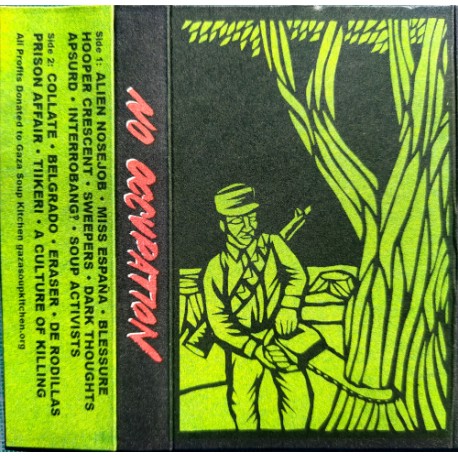 Side 1: ALIEN NOSEJOB • MISS ESPAÑA • BLESSURE
HOOPER CRESCENT • SWEEPERS • DARK THOUGHTS
APSURD • INTERROBANG? • SOUP ACTIVISTS
Side 2: COLLATE • BELGRADO • ERASER • DE RODILLAS
PRISON AFFAIR • TIIKERI • A CULTURE OF KILLING
All Profits Donated to Gaza Soup Kitchen gazasoupkitchen.org
NO OCCUPATION